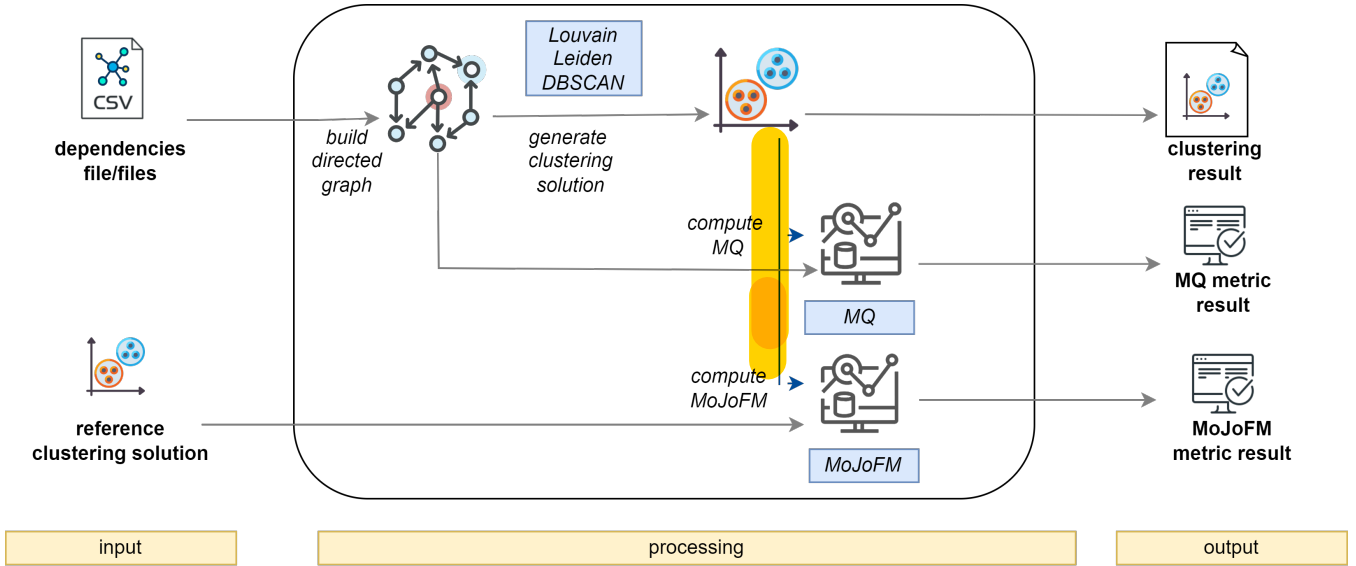 Louvain
Leiden
DBSCAN
CSV
dependencies
file/files
build
directed
graph
generate
clustering
solution
clustering
result
compute
MQ
MQ
MQ metric
result
compute
MoJoFM
MoJoFM
MoJoFM
metric result
reference
clustering solution
input
processing
output